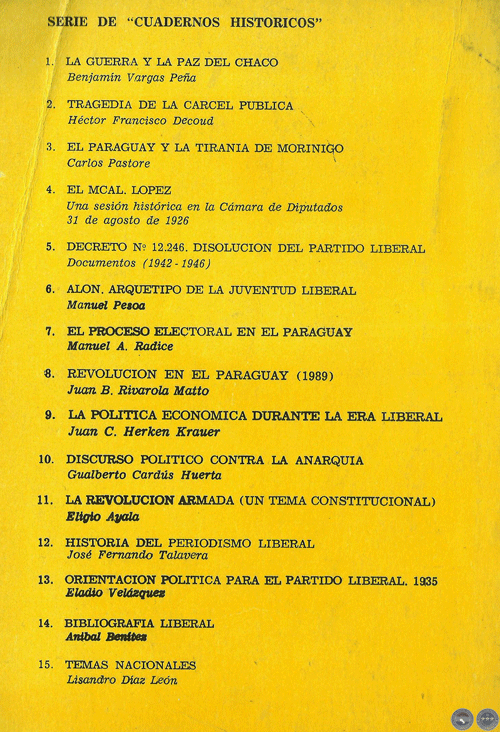 SERIE DE "CUADERNOS HISTORICOS"
1. LA GUERRA Y LA PAZ DEL CHACO
Benjamín Vargas Peña
2. TRAGEDIA DE LA CARCEL PUBLICA
Héctor Francisco Decoud
3. EL PARAGUAY Y LA TIRANIA DE MORINIGO
Carlos Pastore
4. EL MCAL. LOPEZ
Una sesión histórica en la Cámara de Diputados
31 de agosto de 1926
5. DECRETO Nº 12.246. DISOLUCION DEL PARTIDO LIBERAL
Documentos (1942 - 1946)
6. ALON. ARQUETIPO DE LA JUVENTUD LIBERAL
Manuel Pesoa
7. EL PROCESO ELECTORAL EN EL PARAGUAY
Manuel A. Radice
8. REVOLUCION EN EL PARAGUAY (1989)
Juan B. Rivarola Matto
9. LA POLITICA ECONOMICA DURANTE LA ERA LIBERAL
Juan C. Herken Krauer
10. DISCURSO POLITICO CONTRA LA ANARQUIA
Gualberto Cardús Huerta
11. LA REVOLUCION ARMADA (UN TEMA CONSTITUCIONAL)
Eligio Ayala
12. HISTORIA DEL PERIODISMO LIBERAL
José Fernando Talavera
13. ORIENTACION POLITICA PARA EL PARTIDO LIBERAL. 1935
Eladio Velázquez
14. BIBLIOGRAFIA LIBERAL
Anibal Benítez
15. TEMAS NACIONALES
Lisandro Díaz León